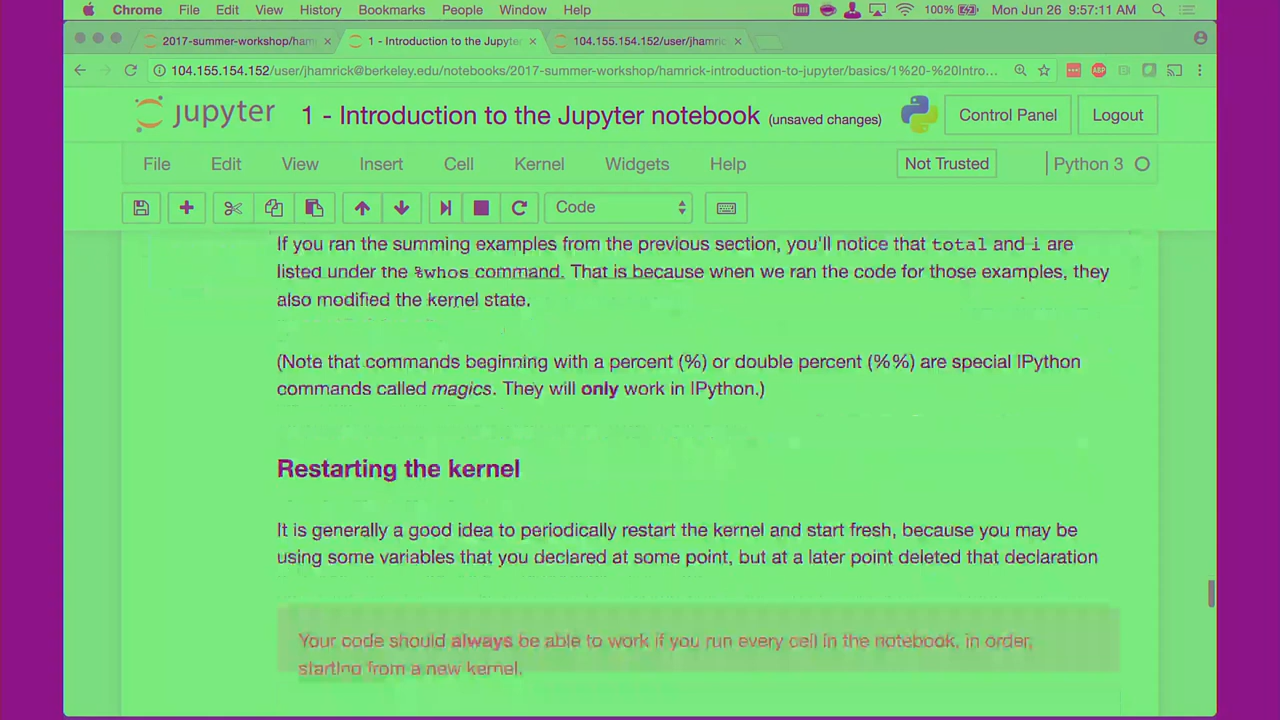 Chrome File Edit View History Bookmarks People Window Help 100% Mon Jun 26 9:57:11 AM
2017-summer-workshop/ham 1 - Introduction to the Jupyter 104.155.154.152/user/jhamric
104.155.154.152/user/jhamrick@berkeley.edu/notebooks/2017-summer-workshop/hamrick-introduction-to-jupyter/basics/1%20-%20Intro... ABP
jupyter 1 - Introduction to the Jupyter notebook (unsaved changes) Control Panel Logout
File Edit View Insert Cell Kernel Widgets Help Not Trusted Python 3
Code
If you ran the summing examples from the previous section, you'll notice that total and i are
listed under the %whos command. That is because when we ran the code for those examples, they
also modified the kernel state.
(Note that commands beginning with a percent (%) or double percent (%%) are special IPython
commands called magics. They will only work in IPython.)
Restarting the kernel
It is generally a good idea to periodically restart the kernel and start fresh, because you may be
using some variables that you declared at some point, but at a later point deleted that declaration
Your code should always be able to work if you run every cell in the notebook, in order,
starting from a new kernel.